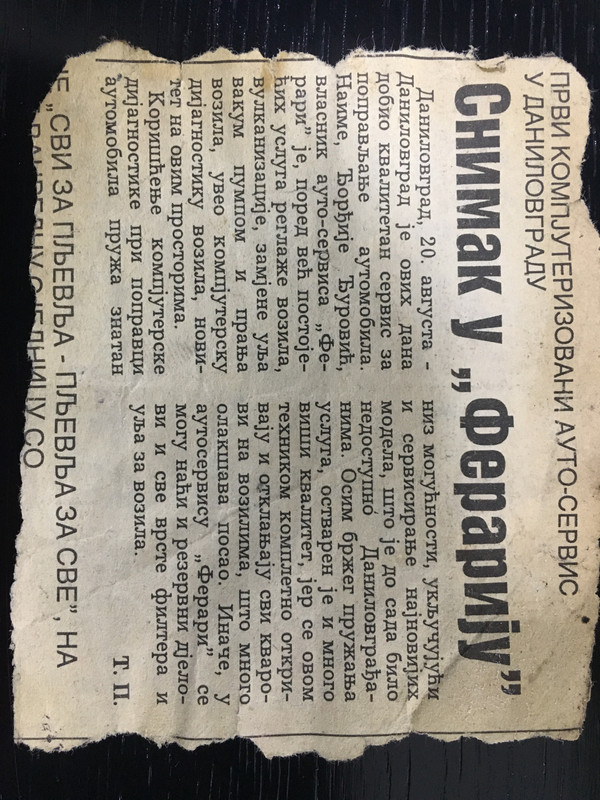 ПРВИ КОМПЈУТЕРИЗОВАНИ АУТО-СЕРВИС
У ДАНИЛОВГРАДУ
Снимак у „Ферарију”
Даниловград, 20. августа -
Даниловград је ових дана
добио квалитетан сервис за
поправљање аутомобила.
Наиме, Ђорђије Ђуровић,
власник ауто-сервиса „Фе-
рари” је, поред већ постоје-
ћих услуга реглаже возила,
вулканизације, замјене уља
вакум пумпом и прања
возила, увео компјутерску
дијагностику возила, нови-
тет на овим просторима.
Коришћење компјутерске
дијагностике при поправци
аутомобила пружа знатан
низ могућности, укључујући
и сервисирање најновијих
модела, што је до сада било
недоступно Даниловграђа-
нима. Осим бржег пружања
услуга, остварен је и много
виши квалитет, јер се овом
техником комплетно откри-
вају и отклањају сви кваро-
ви на возилима, што много
олакшава посао. Иначе, у
аутосервису „Ферари” се
могу наћи и резервни дјело-
ви и све врсте филтера и
уља за возила.
Т. П.
„СВИ ЗА ПЉЕВЉА - ПЉЕВЉА ЗА СВЕ”, НА
СЈЕДНИЦУ СО